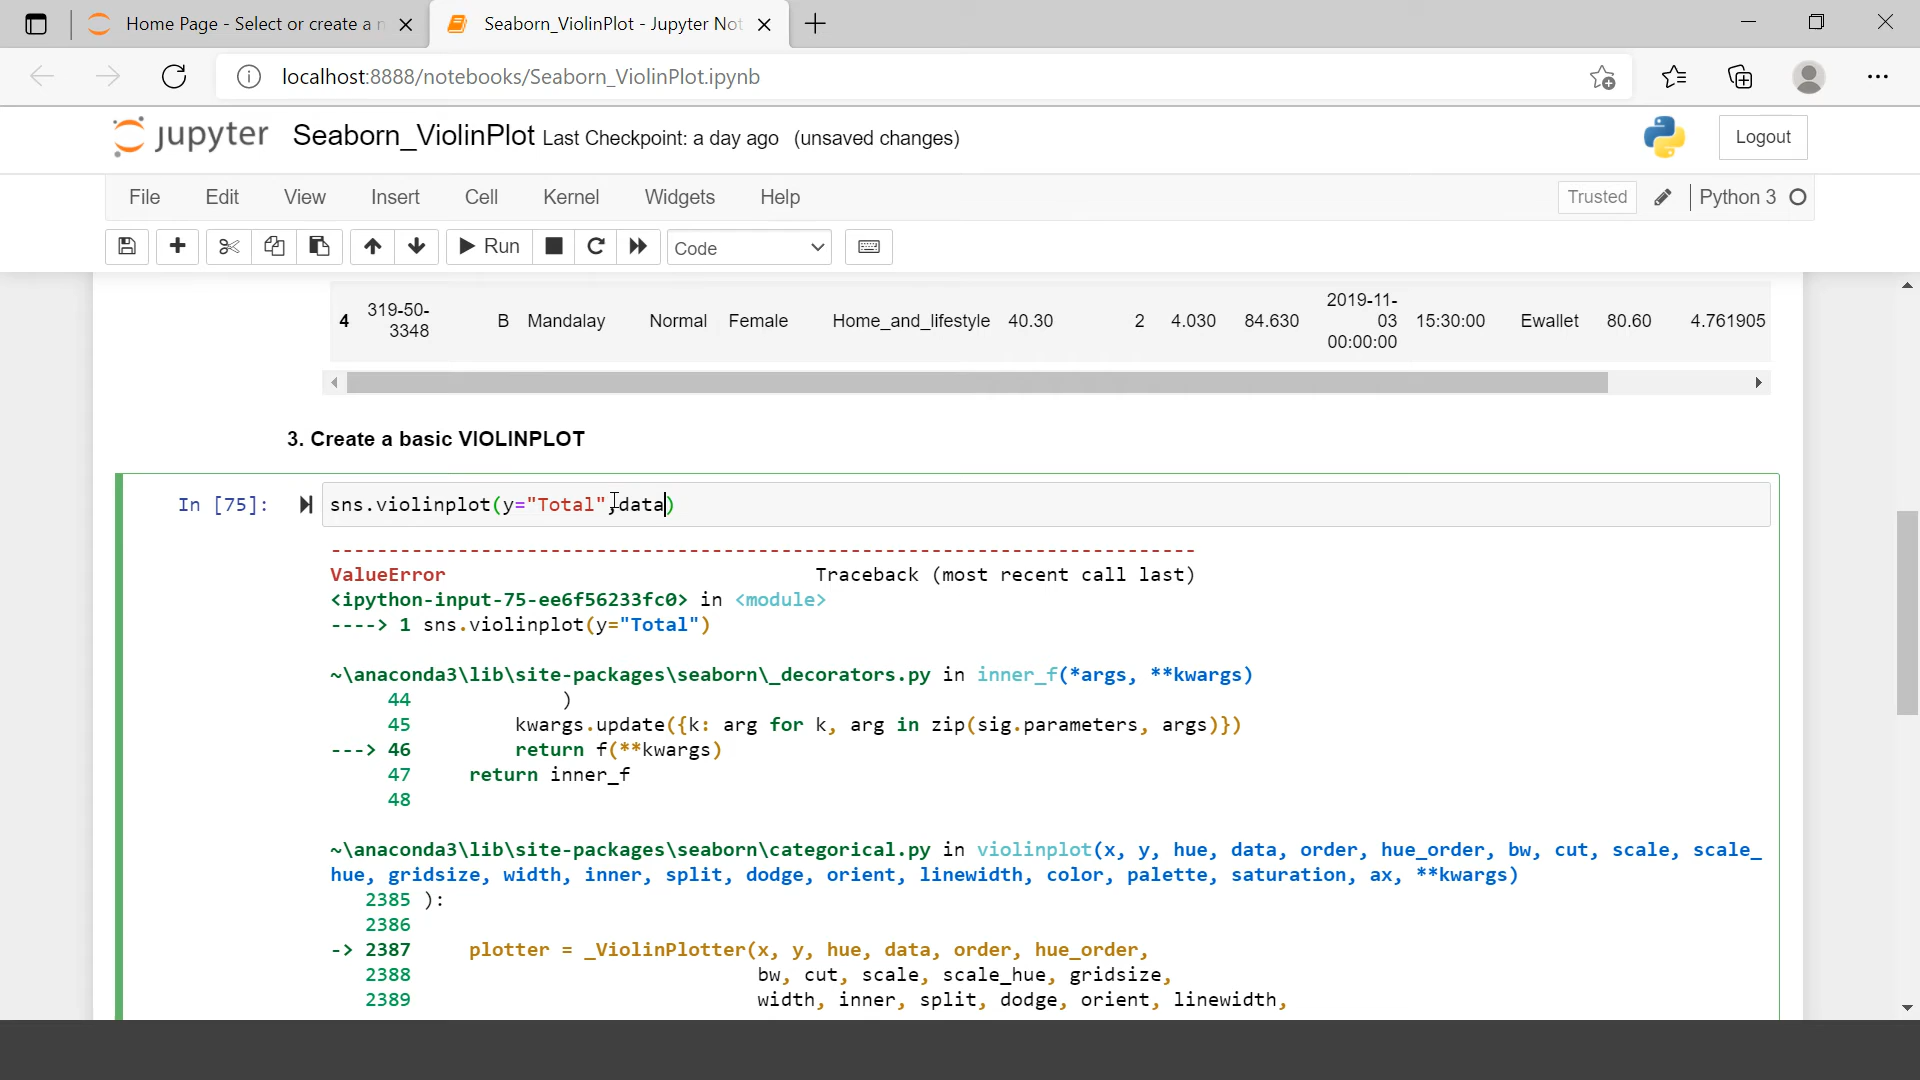 Home Page - Select or create a n
Seaborn_ViolinPlot - Jupyter Not
localhost:8888/notebooks/Seaborn_ViolinPlot.ipynb
jupyter Seaborn_ViolinPlot Last Checkpoint: a day ago (unsaved changes)
Logout
File Edit View Insert Cell Kernel Widgets Help
Trusted
Python 3
Run
Code
4 319-50-3348 B Mandalay Normal Female Home_and_lifestyle 40.30 2 4.030 84.630 2019-11-03 00:00:00 15:30:00 Ewallet 80.60 4.761905
3. Create a basic VIOLINPLOT
In [75]: sns.violinplot(y="Total",data)
---------------------------------------------------------------------------
ValueError Traceback (most recent call last)
<ipython-input-75-ee6f56233fc0> in <module>
----> 1 sns.violinplot(y="Total")
~\anaconda3\lib\site-packages\seaborn\_decorators.py in inner_f(*args, **kwargs)
44 )
45 kwargs.update({k: arg for k, arg in zip(sig.parameters, args)})
---> 46 return f(**kwargs)
47 return inner_f
48
~\anaconda3\lib\site-packages\seaborn\categorical.py in violinplot(x, y, hue, data, order, hue_order, bw, cut, scale, scale_
hue, gridsize, width, inner, split, dodge, orient, linewidth, color, palette, saturation, ax, **kwargs)
2385 ):
2386
-> 2387 plotter = _ViolinPlotter(x, y, hue, data, order, hue_order,
2388 bw, cut, scale, scale_hue, gridsize,
2389 width, inner, split, dodge, orient, linewidth,